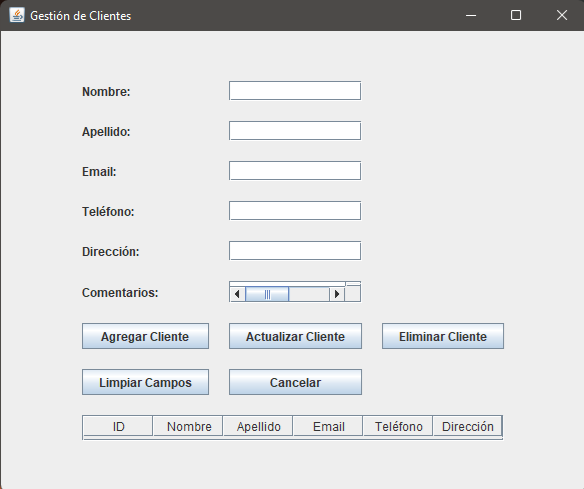 Gestión de Clientes
Nombre:
Apellido:
Email:
Teléfono:
Dirección:
Comentarios:
Agregar Cliente Actualizar Cliente Eliminar Cliente
Limpiar Campos Cancelar
ID Nombre Apellido Email Teléfono Dirección